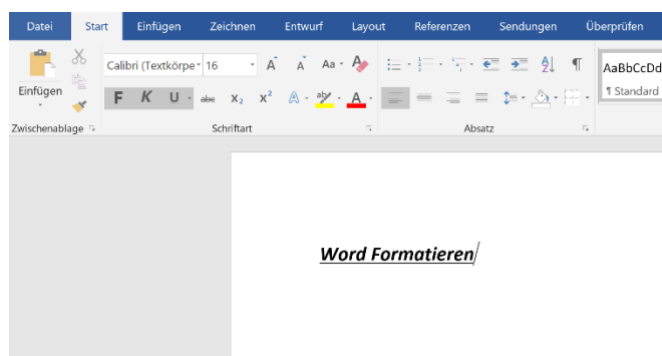 Datei Start Einfügen Zeichnen Entwurf Layout Referenzen Sendungen Überprüfen
Calibri (Textkörpe 16 A A Aa A
Einfügen
F K U abc X₂ X² A ab A
AaBbCcDd
¶ Standard
Zwischenablage Schriftart Absatz
Word Formatieren